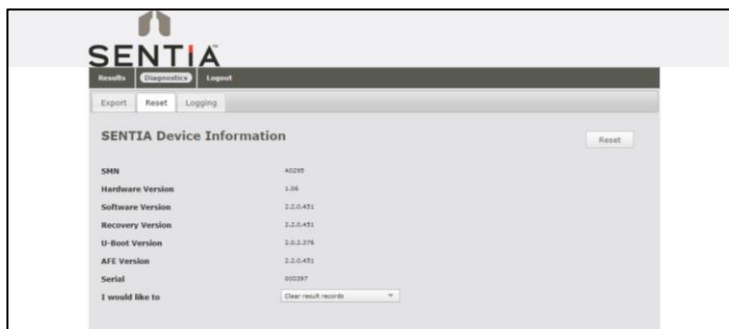 SENTIA™
Results Diagnostics Logout
Export Reset Logging
SENTIA Device Information
Reset
SMN A0295
Hardware Version 1.06
Software Version 2.2.0.451
Recovery Version 2.2.0.451
U-Boot Version 2.0.2.376
AFE Version 2.2.0.451
Serial 000397
I would like to Clear result records